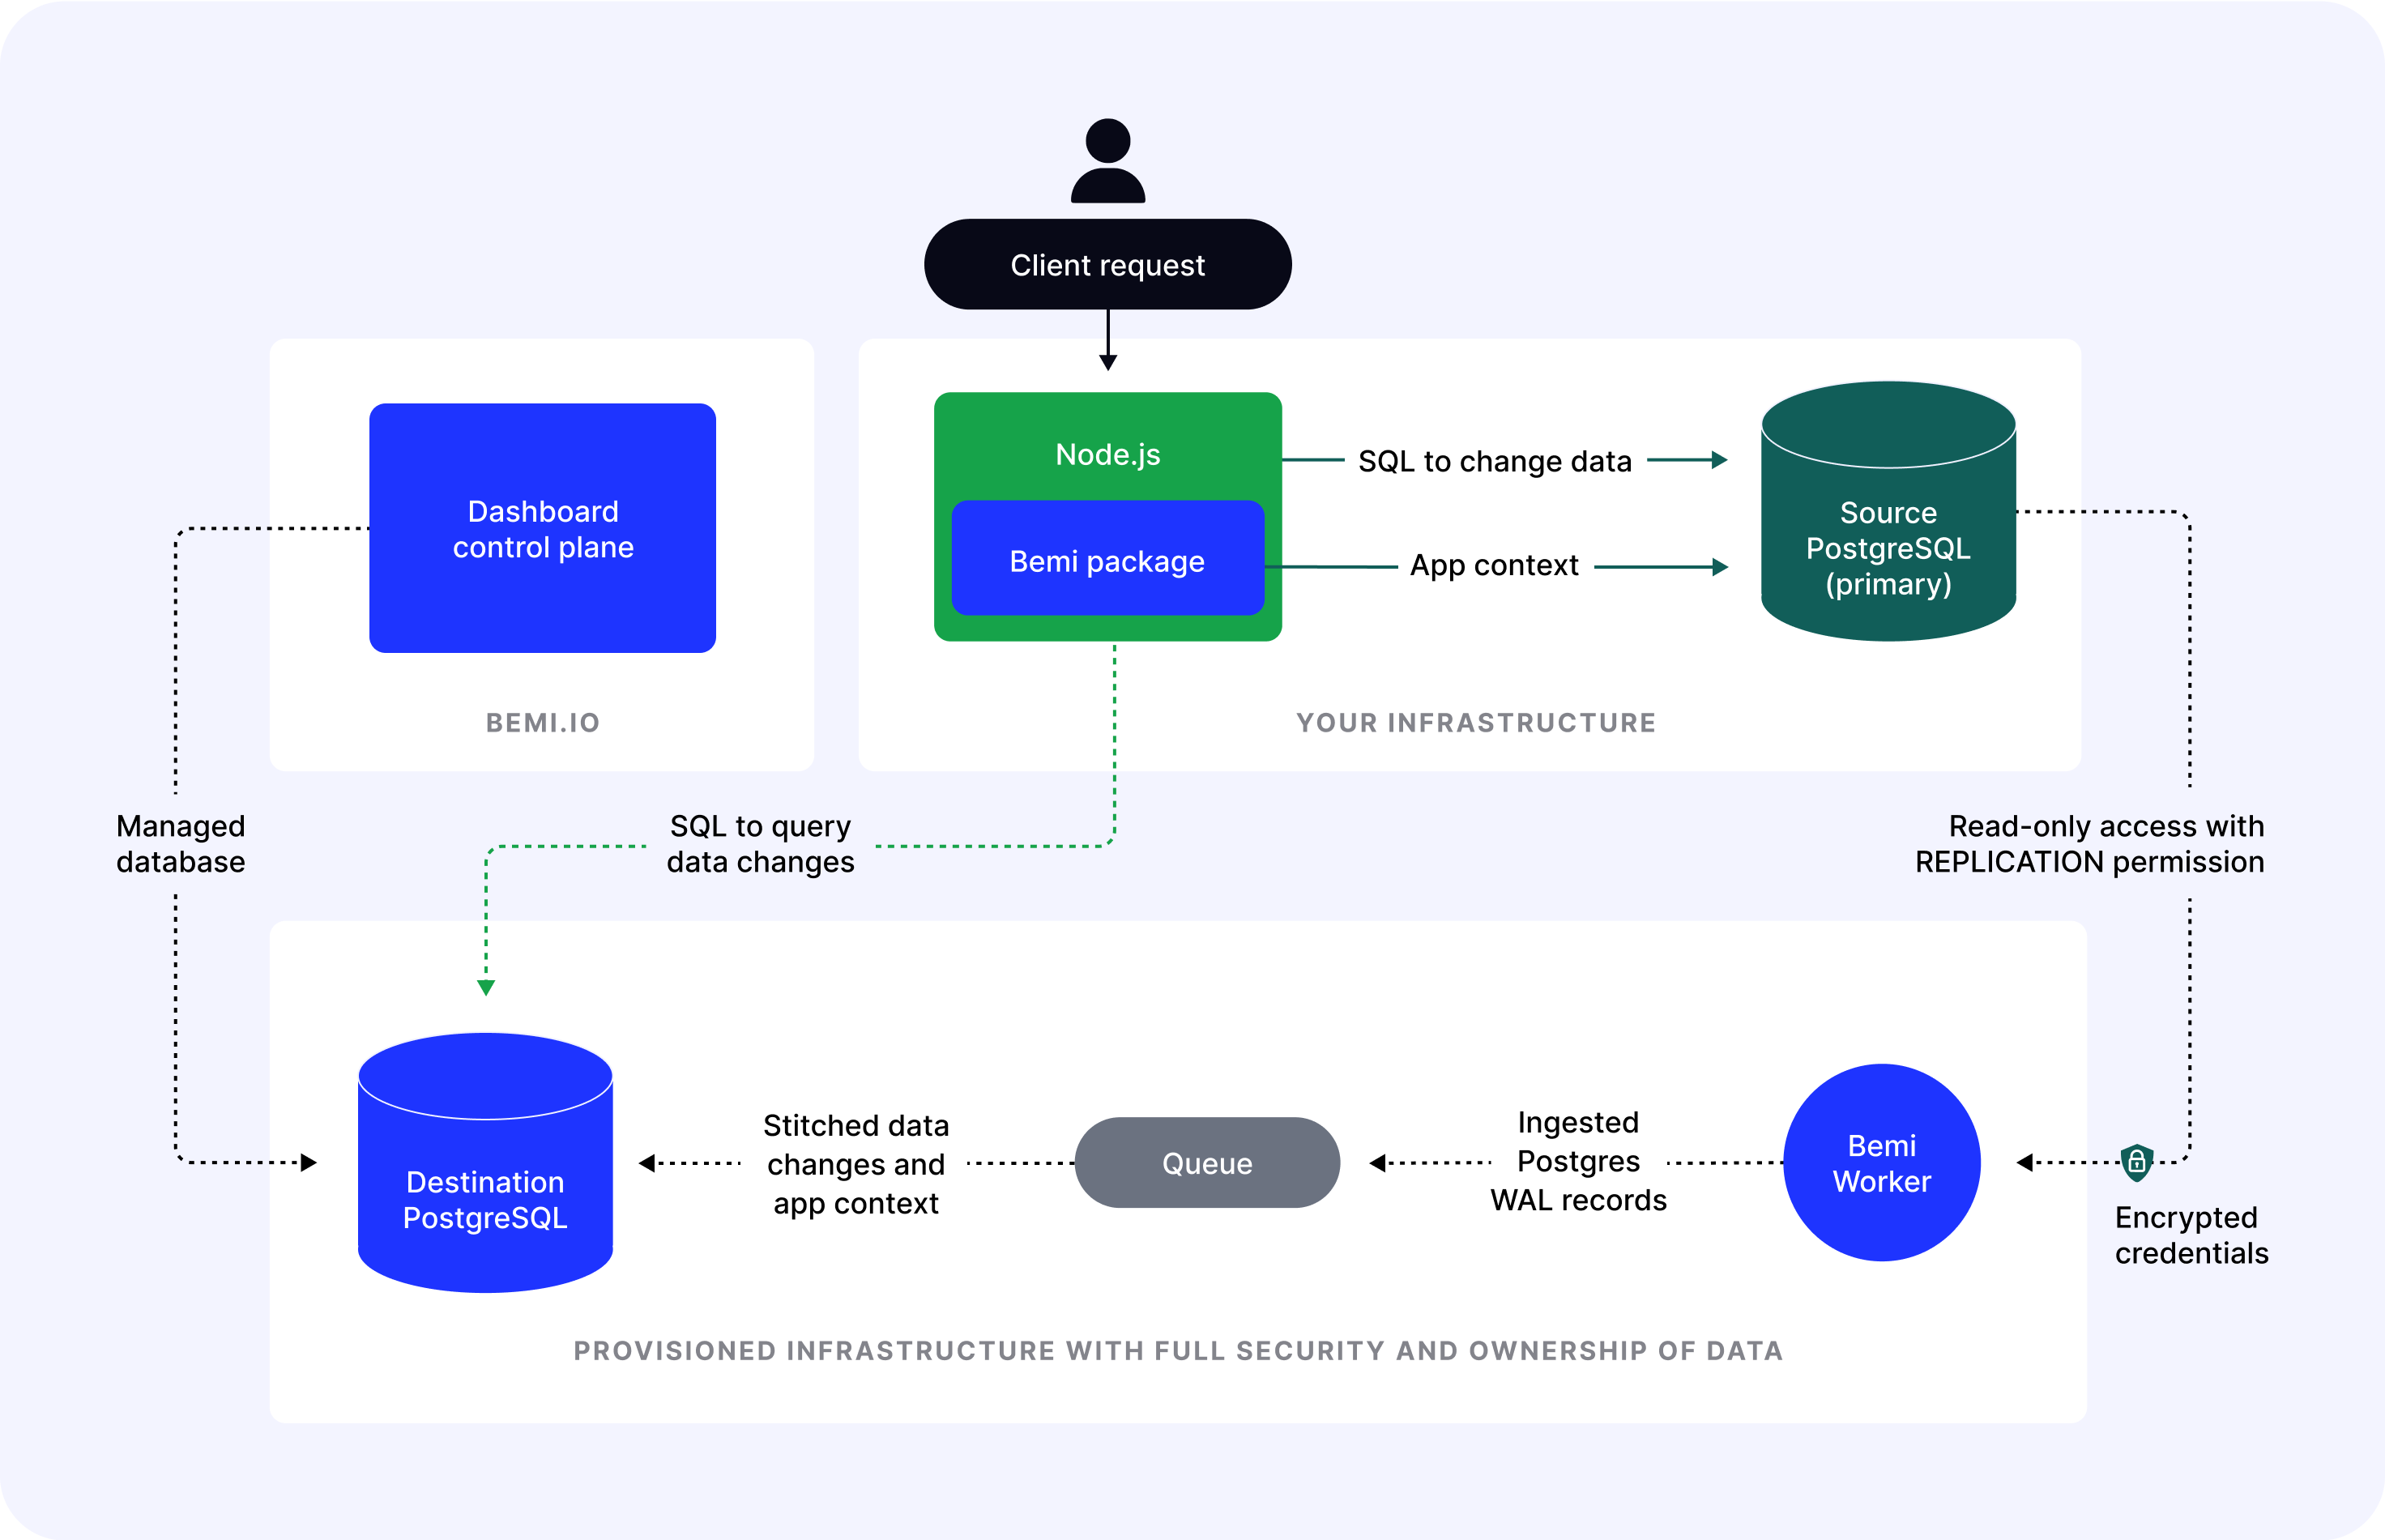 Client request
Dashboard
control plane
BEMI.IO
Node.js
Bemi package
SQL to change data
App context
Source
PostgreSQL
(primary)
YOUR INFRASTRUCTURE
Managed
database
SQL to query
data changes
Read-only access with
REPLICATION permission
Destination
PostgreSQL
Stitched data
changes and
app context
Queue
Ingested
Postgres
WAL records
Bemi
Worker
Encrypted
credentials
PROVISIONED INFRASTRUCTURE WITH FULL SECURITY AND OWNERSHIP OF DATA